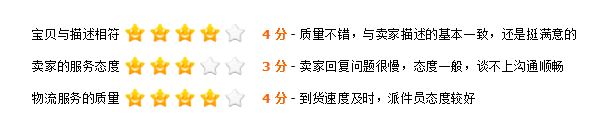 宝贝与描述相符 4 分 - 质量不错，与卖家描述的基本一致，还是挺满意的
卖家的服务态度 3 分 - 卖家回复问题很慢，态度一般，谈不上沟通顺畅
物流服务的质量 4 分 - 到货速度及时，派件员态度较好